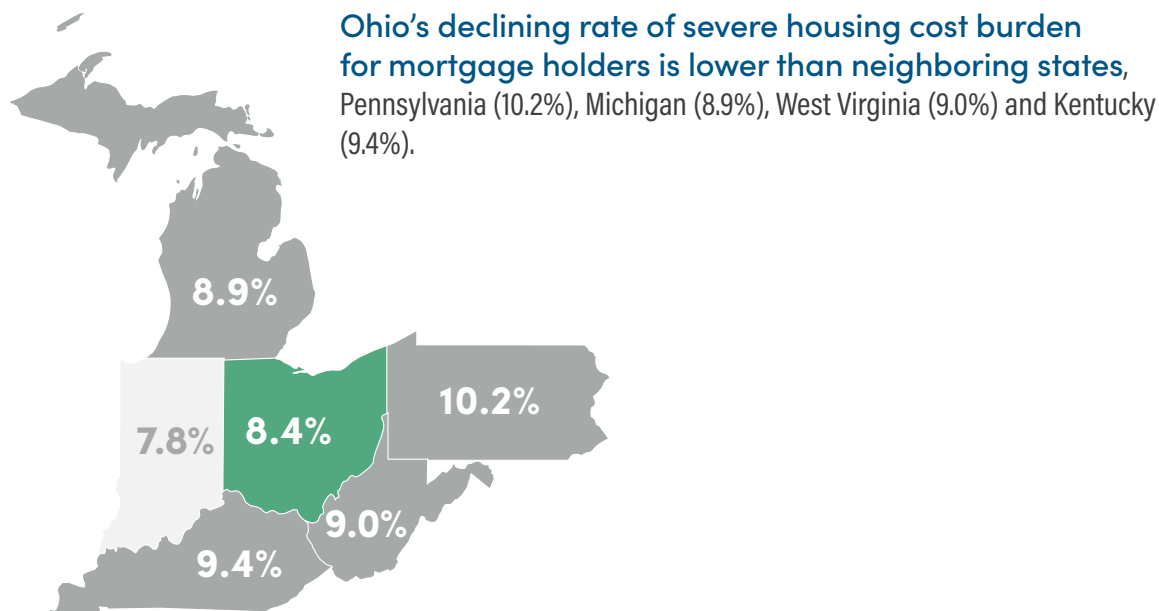 Ohio’s declining rate of severe housing cost burden
for mortgage holders is lower than neighboring states,
Pennsylvania (10.2%), Michigan (8.9%), West Virginia (9.0%) and Kentucky
(9.4%).
8.9%
10.2%
7.8%
8.4%
9.0%
9.4%